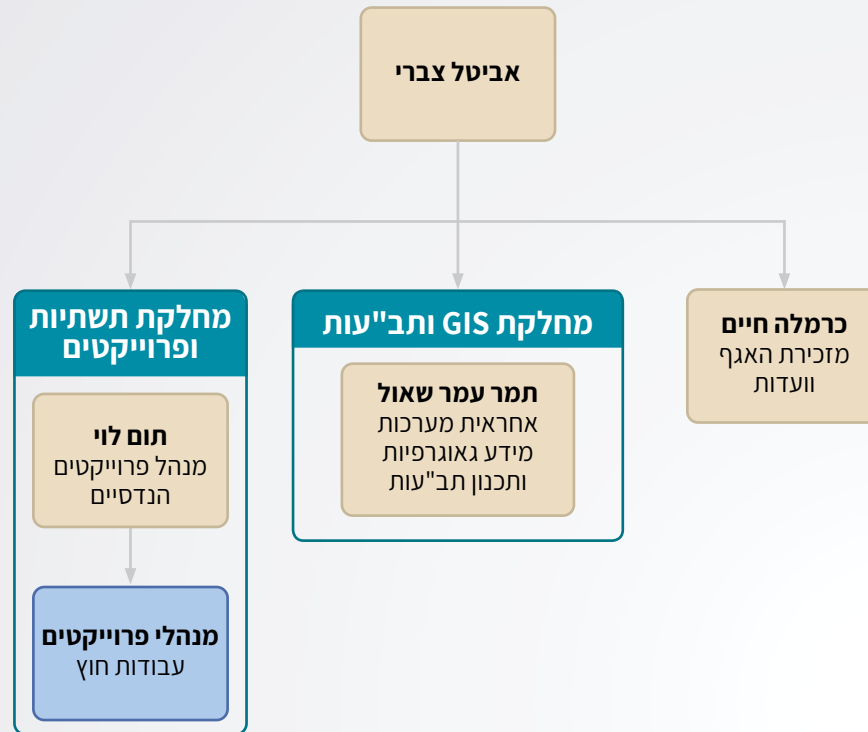 אביטל צברי
כרמלה חיים
מזכירת האגף
וועדות
מחלקת GIS ותב"עות
תמר עמר שאול
אחראית מערכות
מידע גאוגרפיות
ותכנון תב"עות
מחלקת תשתיות
ופרוייקטים
תום לוי
מנהל פרוייקטים
הנדסיים
מנהלי פרוייקטים
עבודות חוץ